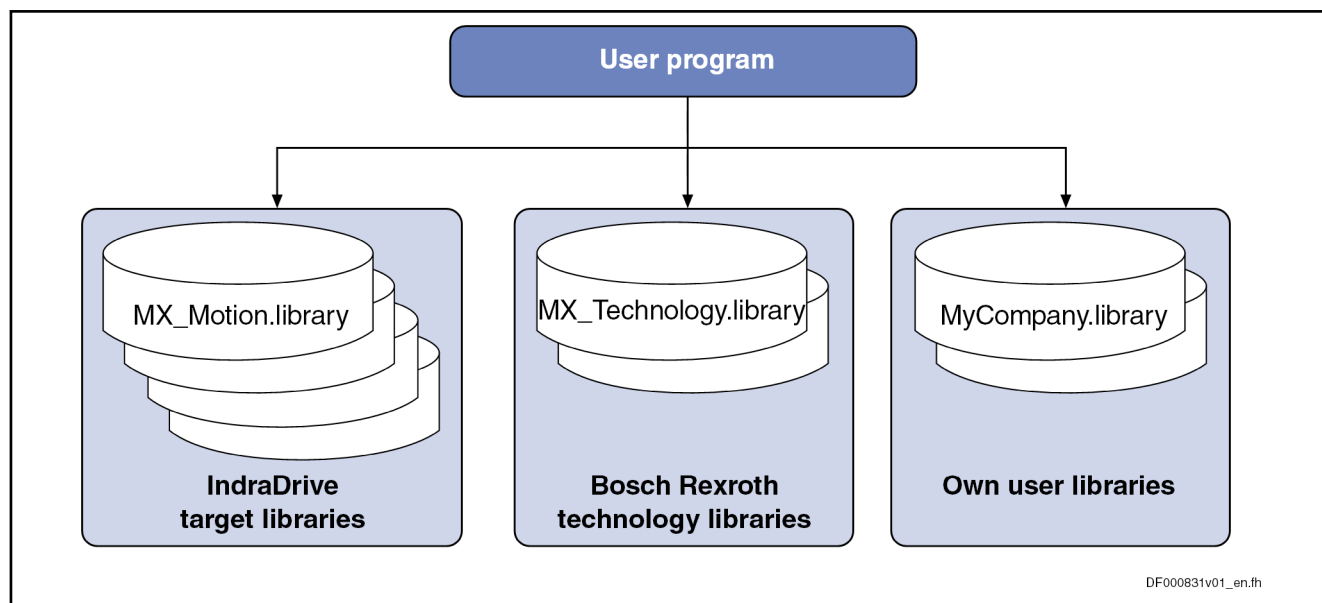 User program
MX_Motion.library
MX_Technology.library
MyCompany.library
IndraDrive
target libraries
Bosch Rexroth
technology libraries
Own user libraries
DF000831v01_en.fh